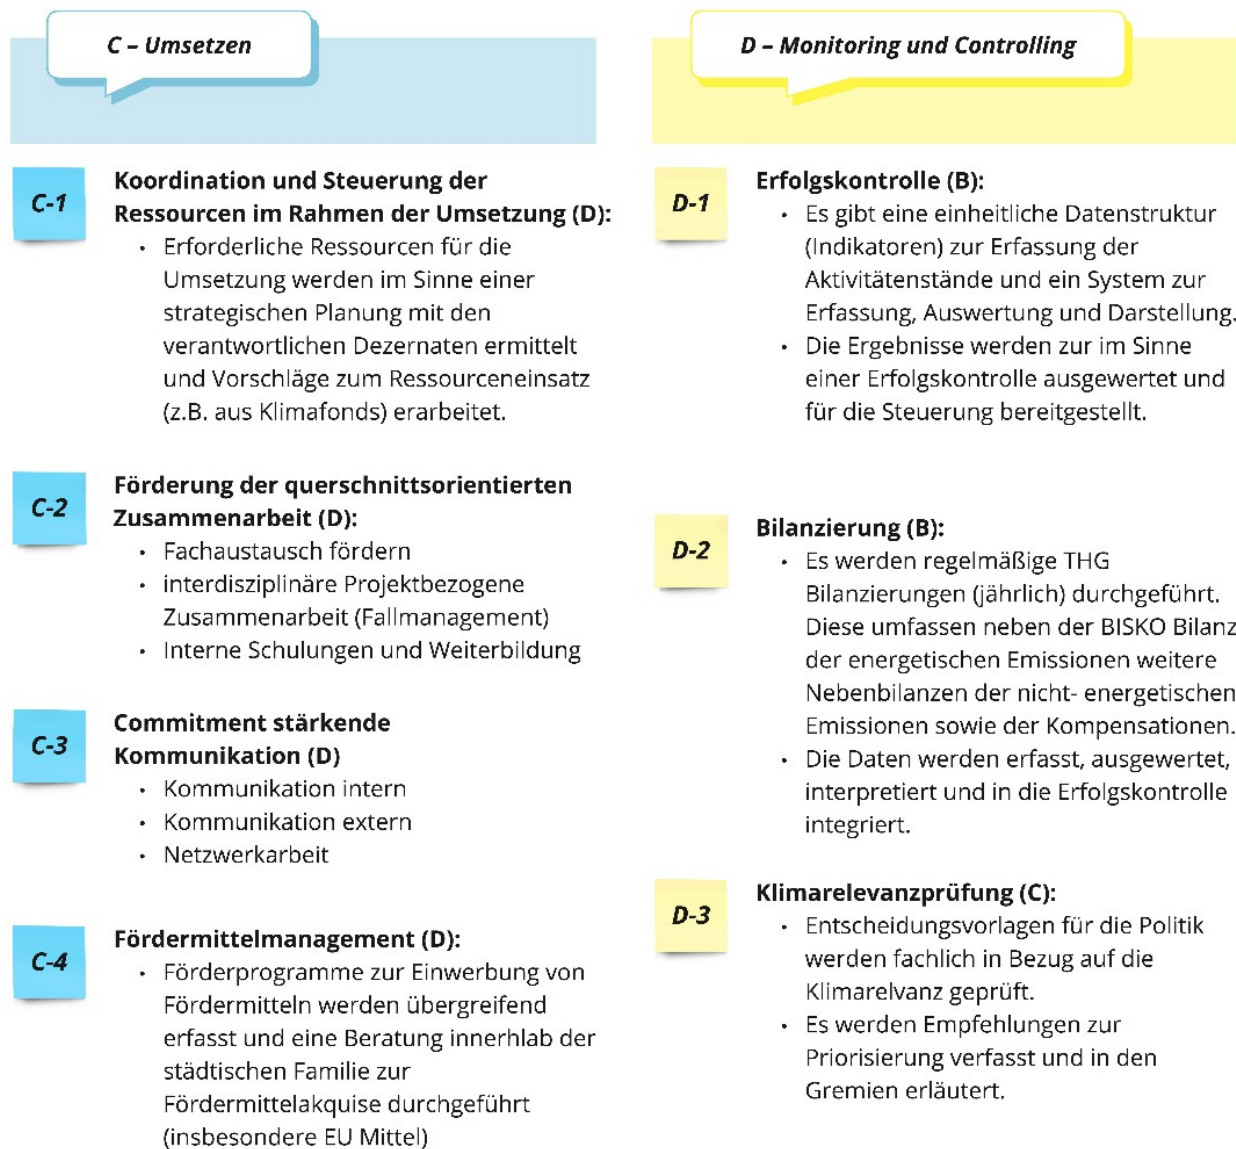 C – Umsetzen
C-1
Koordination und Steuerung der
Ressourcen im Rahmen der Umsetzung (D):
• Erforderliche Ressourcen für die
Umsetzung werden im Sinne einer
strategischen Planung mit den
verantwortlichen Dezernaten ermittelt
und Vorschläge zum Ressourceneinsatz
(z.B. aus Klimafonds) erarbeitet.
C-2
Förderung der querschnittsorientierten
Zusammenarbeit (D):
• Fachaustausch fördern
• interdisziplinäre Projektbezogene
Zusammenarbeit (Fallmanagement)
• Interne Schulungen und Weiterbildung
C-3
Commitment stärkende
Kommunikation (D)
• Kommunikation intern
• Kommunikation extern
• Netzwerkarbeit
C-4
Fördermittelmanagement (D):
• Förderprogramme zur Einwerbung von
Fördermitteln werden übergreifend
erfasst und eine Beratung innerhlab der
städtischen Familie zur
Fördermittelakquise durchgeführt
(insbesondere EU Mittel)
D – Monitoring und Controlling
D-1
Erfolgskontrolle (B):
• Es gibt eine einheitliche Datenstruktur
(Indikatoren) zur Erfassung der
Aktivitätenstände und ein System zur
Erfassung, Auswertung und Darstellung.
• Die Ergebnisse werden zur im Sinne
einer Erfolgskontrolle ausgewertet und
für die Steuerung bereitgestellt.
D-2
Bilanzierung (B):
• Es werden regelmäßige THG
Bilanzierungen (jährlich) durchgeführt.
Diese umfassen neben der BISKO Bilanz
der energetischen Emissionen weitere
Nebenbilanzen der nicht- energetischen
Emissionen sowie der Kompensationen.
• Die Daten werden erfasst, ausgewertet,
interpretiert und in die Erfolgskontrolle
integriert.
D-3
Klimarelevanzprüfung (C):
• Entscheidungsvorlagen für die Politik
werden fachlich in Bezug auf die
Klimarelvanz geprüft.
• Es werden Empfehlungen zur
Priorisierung verfasst und in den
Gremien erläutert.